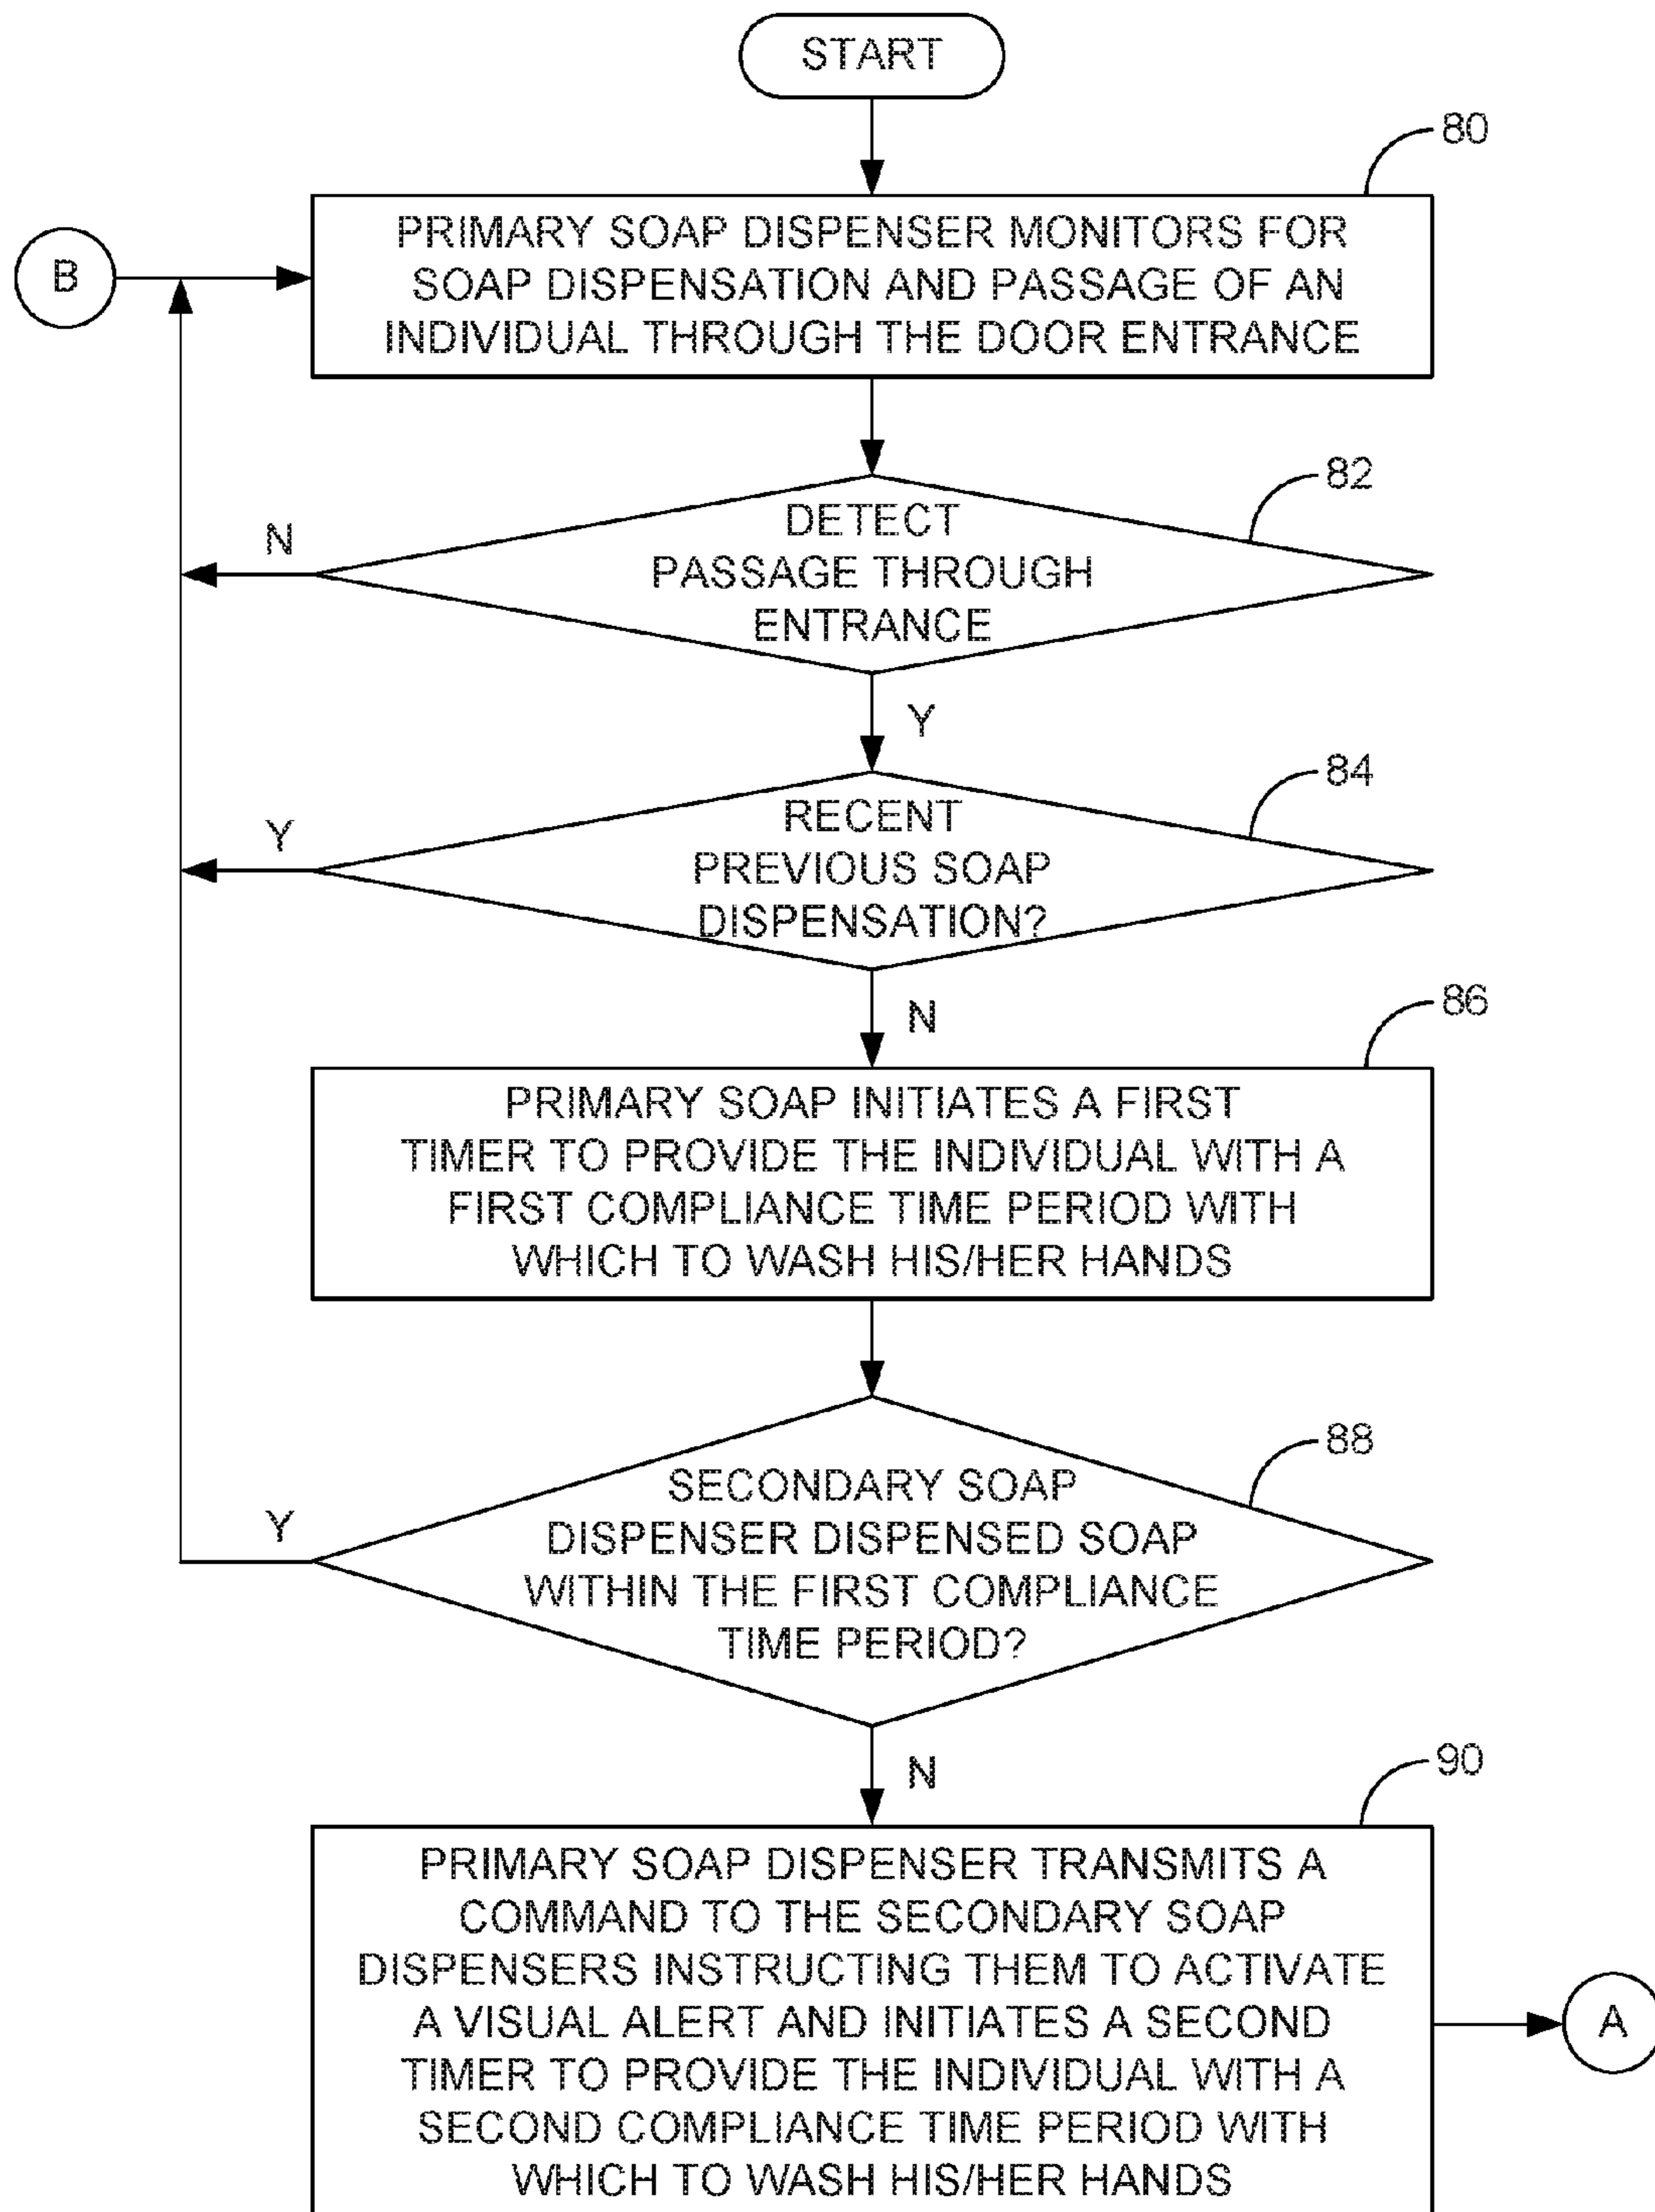 START
80
PRIMARY SOAP DISPENSER MONITORS FOR
SOAP DISPENSATION AND PASSAGE OF AN
INDIVIDUAL THROUGH THE DOOR ENTRANCE
B
82
DETECT
PASSAGE THROUGH
ENTRANCE
N
Y
84
RECENT
PREVIOUS SOAP
DISPENSATION?
Y
N
86
PRIMARY SOAP INITIATES A FIRST
TIMER TO PROVIDE THE INDIVIDUAL WITH A
FIRST COMPLIANCE TIME PERIOD WITH
WHICH TO WASH HIS/HER HANDS
88
SECONDARY SOAP
DISPENSER DISPENSED SOAP
WITHIN THE FIRST COMPLIANCE
TIME PERIOD?
Y
N
90
PRIMARY SOAP DISPENSER TRANSMITS A
COMMAND TO THE SECONDARY SOAP
DISPENSERS INSTRUCTING THEM TO ACTIVATE
A VISUAL ALERT AND INITIATES A SECOND
TIMER TO PROVIDE THE INDIVIDUAL WITH A
SECOND COMPLIANCE TIME PERIOD WITH
WHICH TO WASH HIS/HER HANDS
A